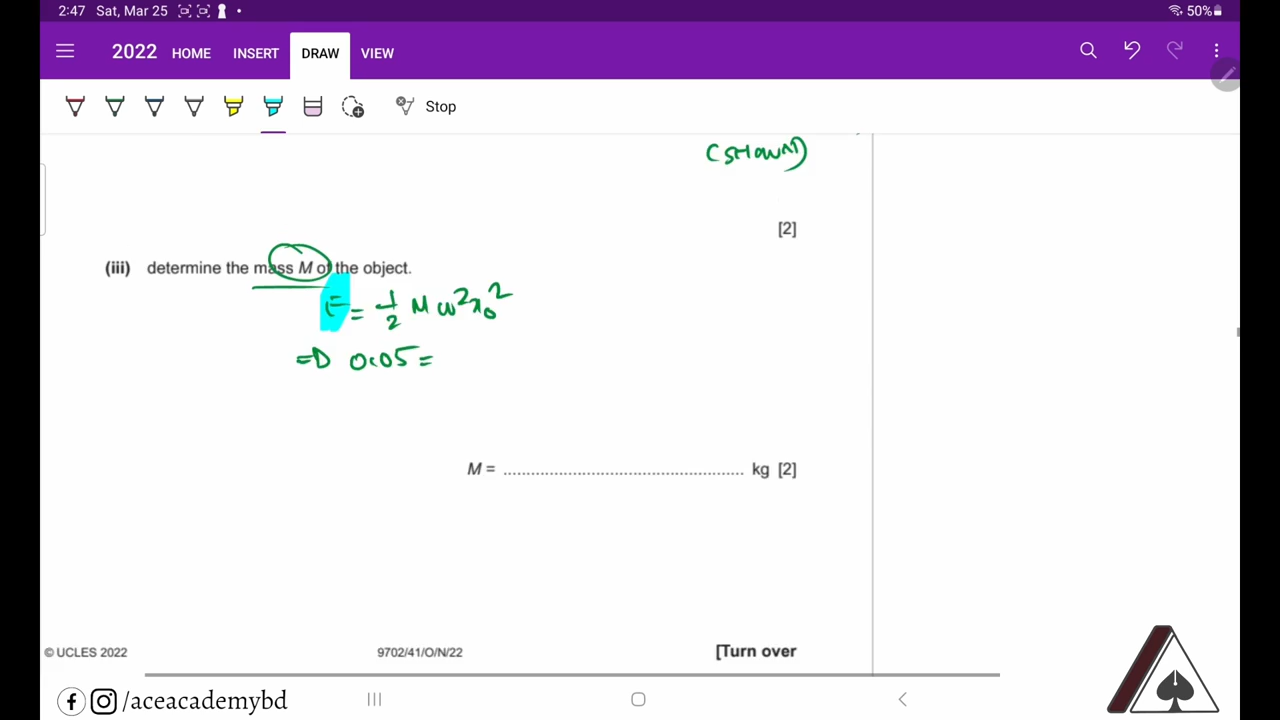 2:47 Sat, Mar 25 50%
2022 HOME INSERT DRAW VIEW
Stop
(SHOWN)
[2]
(iii) determine the mass M of the object.
E = 1/2 M ω²x₀²
=> 0.05 =
M = ................................................ kg [2]
© UCLES 2022 9702/41/O/N/22 [Turn over
/aceacademybd